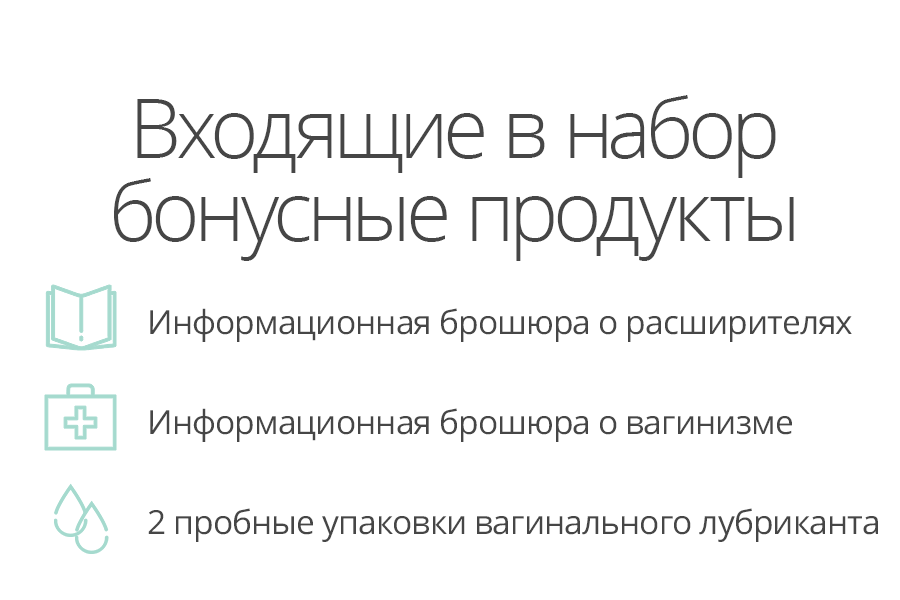 Входящие в набор
бонусные продукты
Информационная брошюра о расширителях
Информационная брошюра о вагинизме
2 пробные упаковки вагинального лубриканта